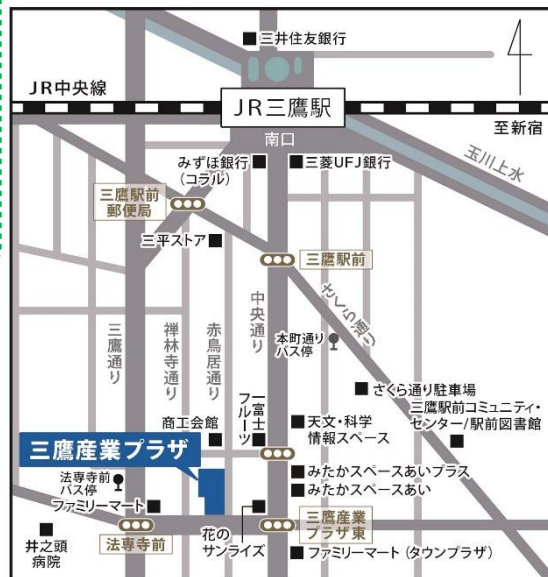 三井住友銀行
JR中央線
JR三鷹駅
至新宿
南口
玉川上水
みずほ銀行
(コラル)
三菱UFJ銀行
三鷹駅前
郵便局
三平ストア
三鷹駅前
さくら通り
中央通り
三鷹通り
禅林寺通り
赤鳥居通り
本町通り
バス停
さくら通り駐車場
三鷹駅前コミュニティ・
センター/駅前図書館
一富士
フルーツ
商工会館
天文・科学
情報スペース
三鷹産業プラザ
みたかスペースあいプラス
みたかスペースあい
法専寺前
バス停
ファミリーマート
三鷹産業
プラザ東
花の
サンライズ
法専寺前
井之頭
病院
ファミリーマート(タウンプラザ)